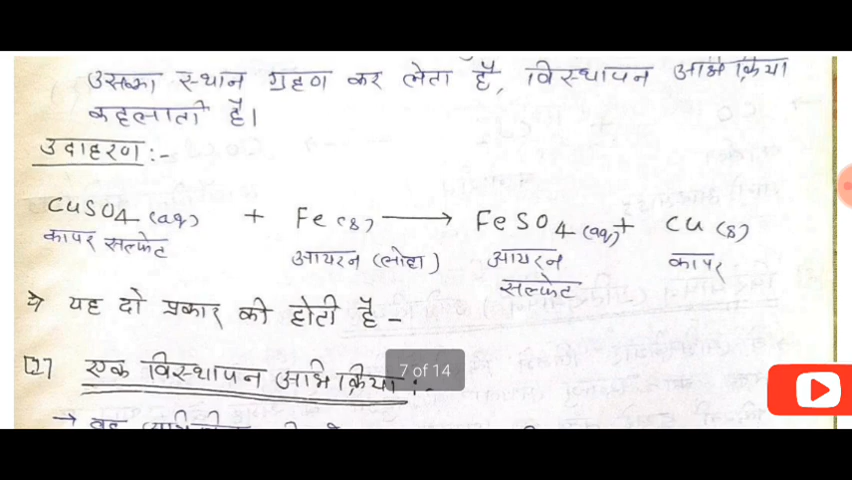 उसका स्थान ग्रहण कर लेता है, विस्थापन अभिक्रिया
कहलाती है।
उदाहरण:-
CuSO4 (aq) + Fe (s) → FeSO4 (aq) + Cu (s)
कापर सल्फेट आयरन (लोहा) आयरन सल्फेट कापर
→ यह दो प्रकार की होती है -
एक विस्थापन अभिक्रिया :-
7 of 14
→ वह